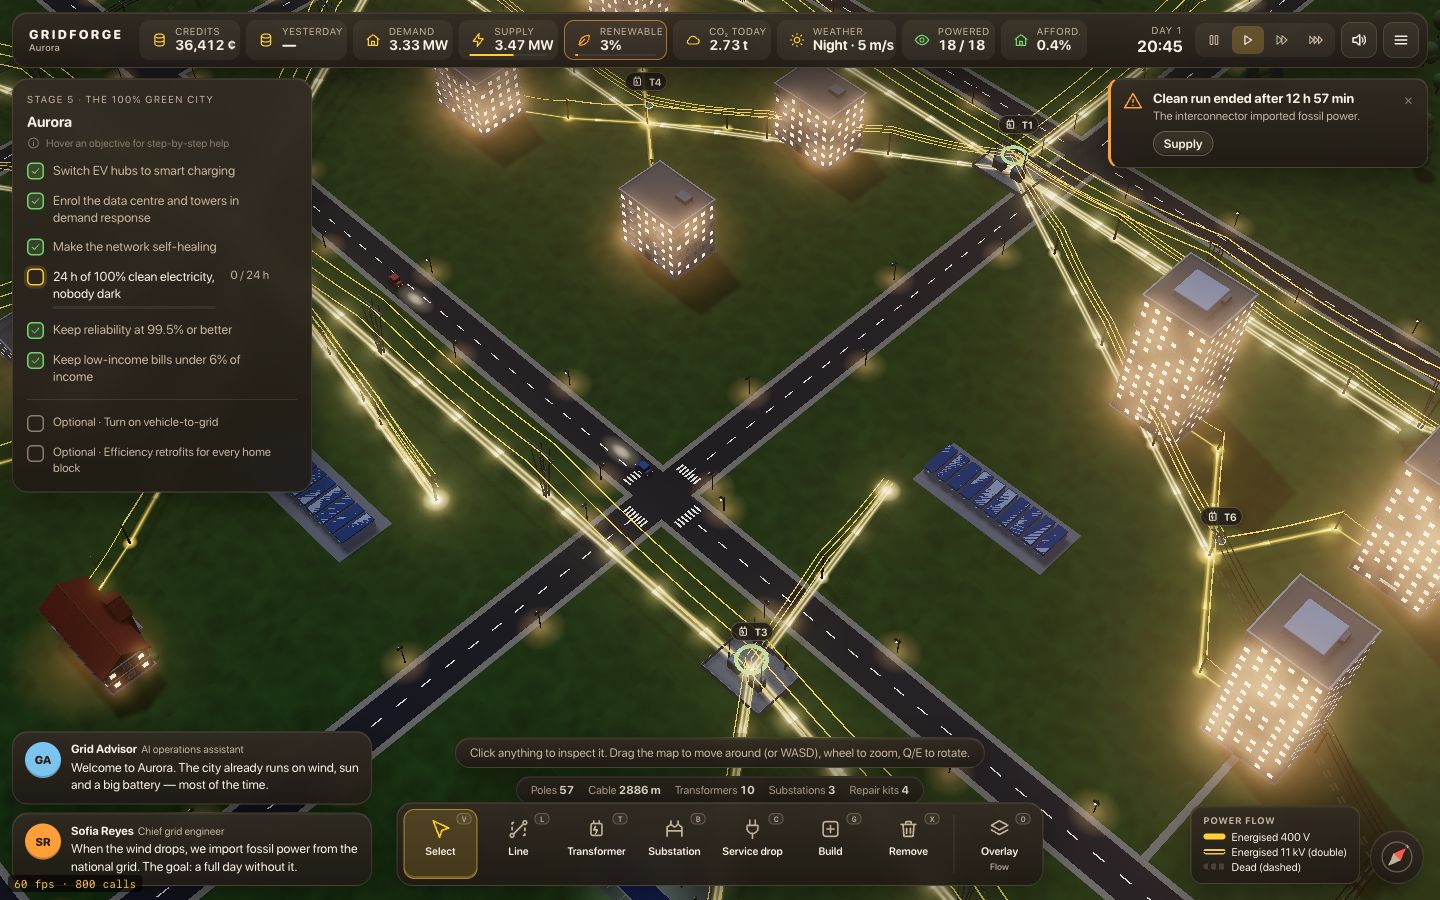 GRIDFORGE
Aurora
CREDITS
36,412 ¢
YESTERDAY
—
DEMAND
3.33 MW
SUPPLY
3.47 MW
RENEWABLE
3%
CO₂ TODAY
2.73 t
WEATHER
Night · 5 m/s
POWERED
18 / 18
AFFORD.
0.4%
DAY 1
20:45
STAGE 5 · THE 100% GREEN CITY
Aurora
Hover an objective for step-by-step help
Switch EV hubs to smart charging
Enrol the data centre and towers in
demand response
Make the network self-healing
24 h of 100% clean electricity, 0 / 24 h
nobody dark
Keep reliability at 99.5% or better
Keep low-income bills under 6% of
income
Optional · Turn on vehicle-to-grid
Optional · Efficiency retrofits for every home
block
T4
T1
Clean run ended after 12 h 57 min ×
The interconnector imported fossil power.
Supply
T6
T3
GA
Grid Advisor AI operations assistant
Welcome to Aurora. The city already runs on wind, sun
and a big battery — most of the time.
SR
Sofia Reyes Chief grid engineer
When the wind drops, we import fossil power from the
national grid. The goal: a full day without it.
60 fps · 800 calls
Click anything to inspect it. Drag the map to move around (or WASD), wheel to zoom, Q/E to rotate.
Poles 57 Cable 2886 m Transformers 10 Substations 3 Repair kits 4
V
Select
L
Line
T
Transformer
B
Substation
C
Service drop
G
Build
X
Remove
O
Overlay
Flow
POWER FLOW
Energised 400 V
Energised 11 kV (double)
Dead (dashed)